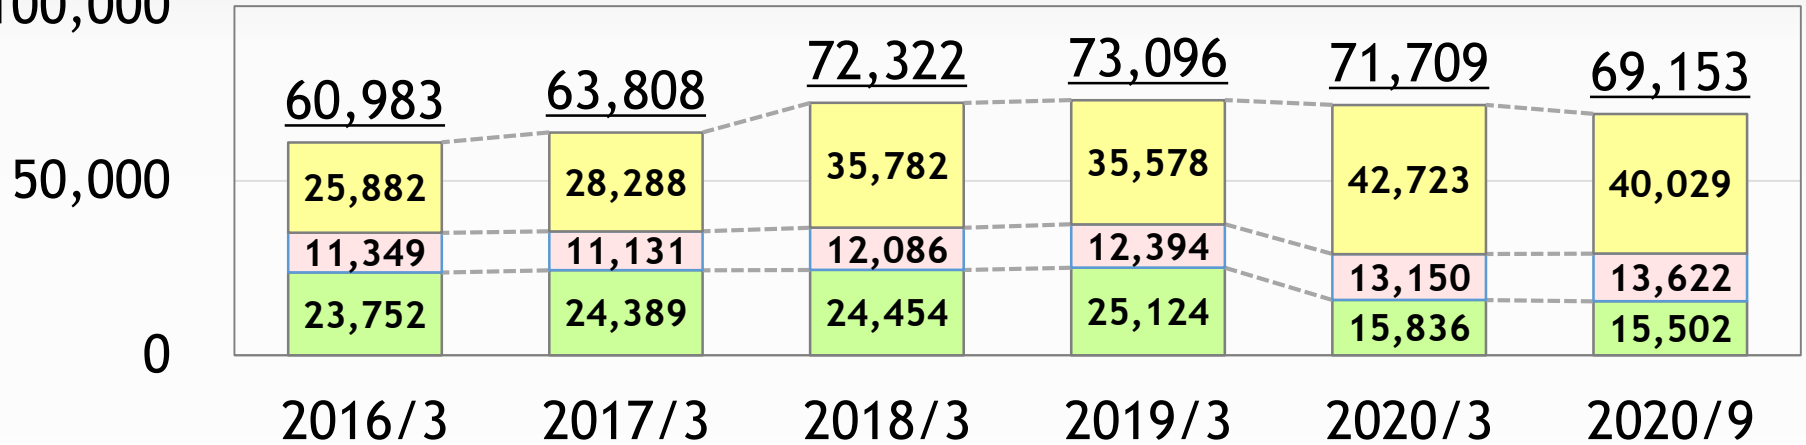 100,000
60,983 63,808 72,322 73,096 71,709 69,153
50,000
25,882 28,288 35,782 35,578 42,723 40,029
11,349 11,131 12,086 12,394 13,150 13,622
23,752 24,389 24,454 25,124 15,836 15,502
0
2016/3 2017/3 2018/3 2019/3 2020/3 2020/9